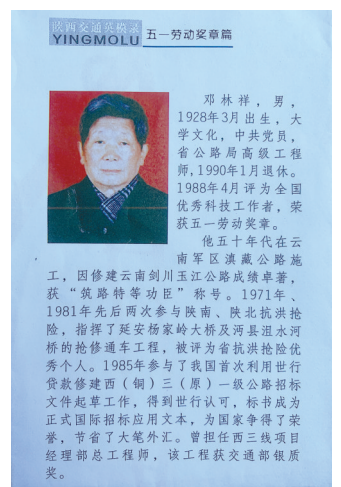 陕西交通英模录
YINGMOLU 五一劳动奖章篇
邓林祥，男，
1928年3月出生，大
学文化，中共党员，
省公路局高级工程
师,1990年1月退休。
1988年4月评为全国
优秀科技工作者，荣
获五一劳动奖章。
他五十年代在云
南军区滇藏公路施
工，因修建云南剑川玉江公路成绩卓著，
获“筑路特等功臣”称号。1971年、
1981年先后两次参与陕南、陕北抗洪抢
险，指挥了延安杨家岭大桥及沔县沮水河
桥的抢修通车工程，被评为省抗洪抢险优
秀个人。1985年参与了我国首次利用世行
贷款修建西（铜）三（原）一级公路招标
文件起草工作，得到世行认可，标书成为
正式国际招标应用文本，为国家争得了荣
誉，节省了大笔外汇。曾担任西三线项目
经理部总工程师，该工程获交通部银质
奖。